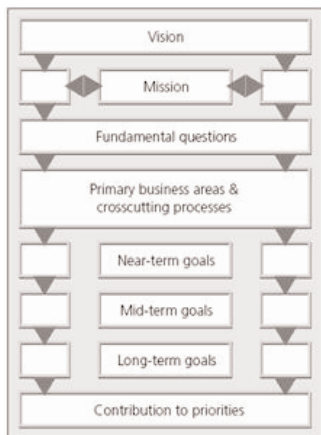 Vision
Mission
Fundamental questions
Primary business areas &
crosscutting processes
Near-term goals
Mid-term goals
Long-term goals
Contribution to priorities